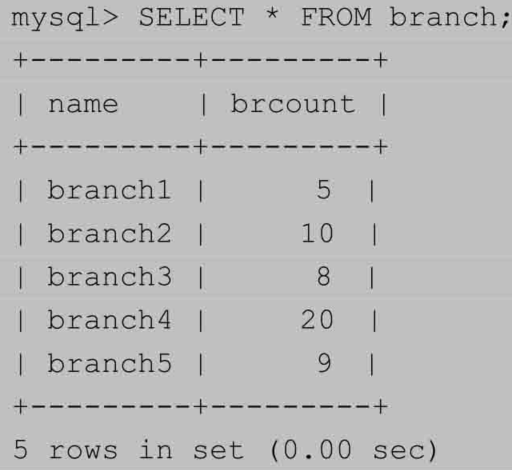 mysql> SELECT * FROM branch;
+---------+---------+
| name    | brcount |
+---------+---------+
| branch1 |      5  |
| branch2 |     10  |
| branch3 |      8  |
| branch4 |     20  |
| branch5 |      9  |
+---------+---------+
5 rows in set (0.00 sec)